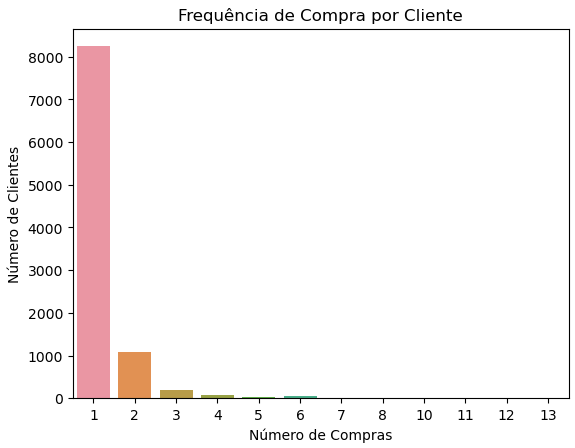 Frequência de Compra por Cliente
Número de Clientes
8000
7000
6000
5000
4000
3000
2000
1000
0
1 2 3 4 5 6 7 8 10 11 12 13
Número de Compras